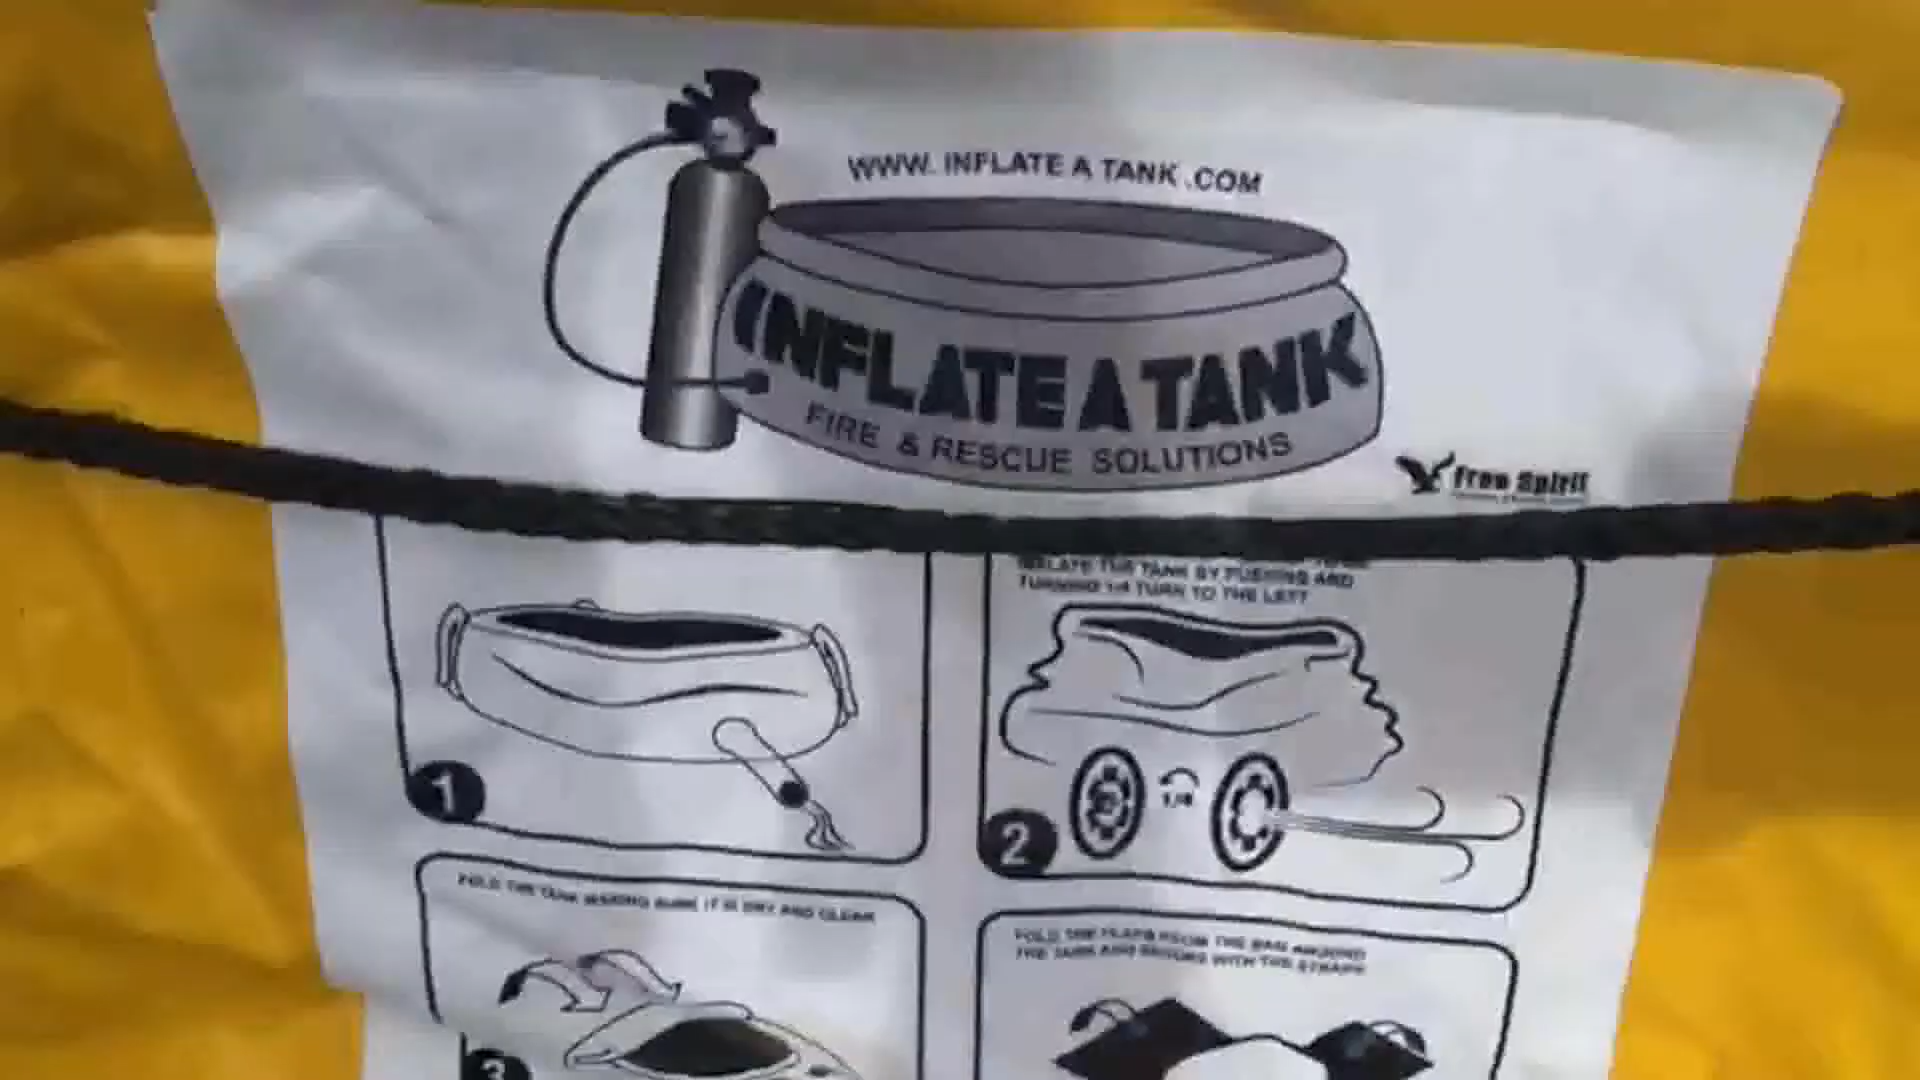 WWW. INFLATE A TANK .COM
INFLATE A TANK
FIRE & RESCUE SOLUTIONS
Free Spirit
INFLATE THE TANK BY PUSHING AND
TURNING 1/4 TURN TO THE LEFT
1
1/4
2
FOLD THE TANK MAKING SURE IT IS DRY AND CLEAN
FOLD THE FLAPS FROM THE BAG AROUND
THE TANK AND SECURE WITH THE STRAPS
3